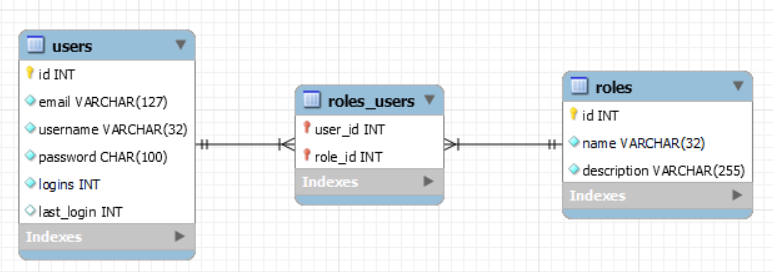 users
id INT
email VARCHAR(127)
username VARCHAR(32)
password CHAR(100)
logins INT
last_login INT
Indexes
roles_users
user_id INT
role_id INT
Indexes
roles
id INT
name VARCHAR(32)
description VARCHAR(255)
Indexes